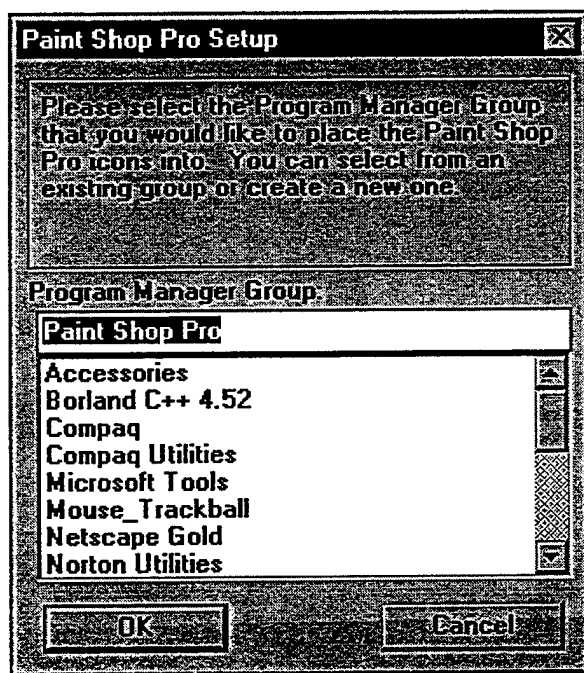 Paint Shop Pro Setup
Please select the Program Manager Group
that you would like to place the Paint Shop
Pro icons into.  You can select from an
existing group or create a new one.
Program Manager Group:
Paint Shop Pro
Accessories
Borland C++ 4.52
Compaq
Compaq Utilities
Microsoft Tools
Mouse_Trackball
Netscape Gold
Norton Utilities
OK
Cancel